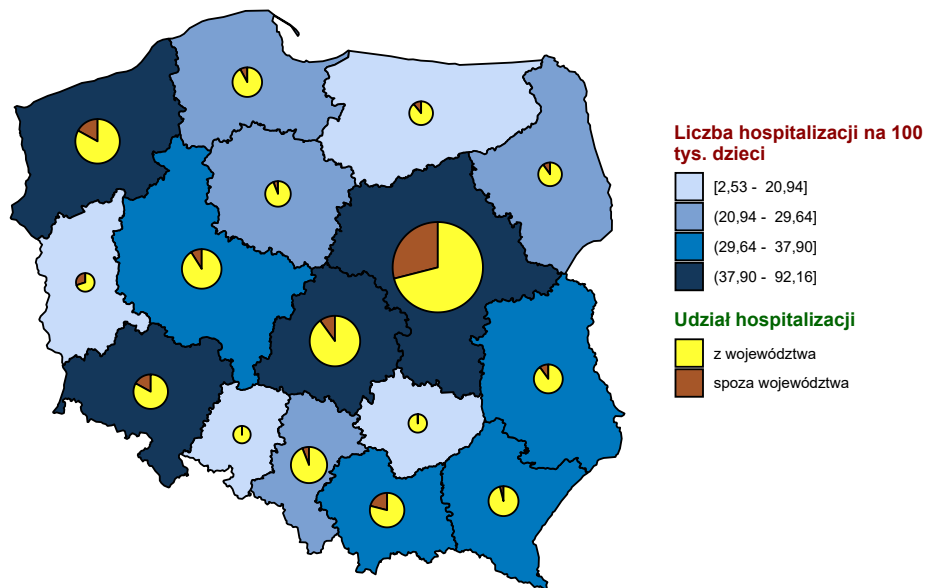 Liczba hospitalizacji na 100
tys. dzieci
[2,53 - 20,94]
(20,94 - 29,64]
(29,64 - 37,90]
(37,90 - 92,16]
Udział hospitalizacji
z województwa
spoza województwa